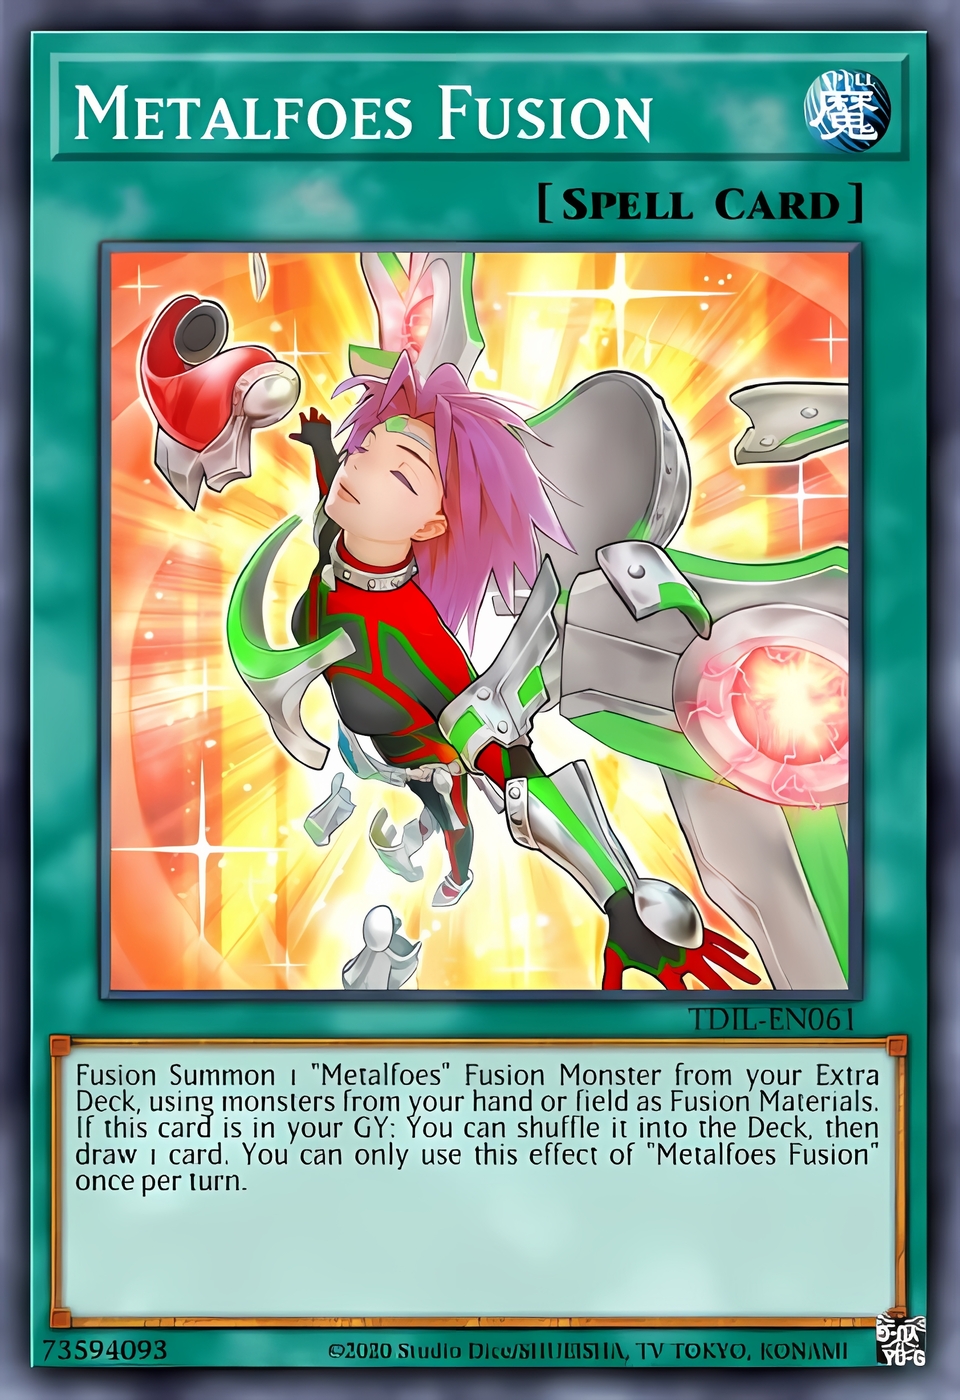 METALFOES FUSION
魔
[SPELL CARD]
TDIL-EN061
Fusion Summon 1 "Metalfoes" Fusion Monster from your Extra
Deck, using monsters from your hand or field as Fusion Materials.
If this card is in your GY: You can shuffle it into the Deck, then
draw 1 card. You can only use this effect of "Metalfoes Fusion"
once per turn.
73594093
©2020 Studio Dice/SHUEISHA, TV TOKYO, KONAMI